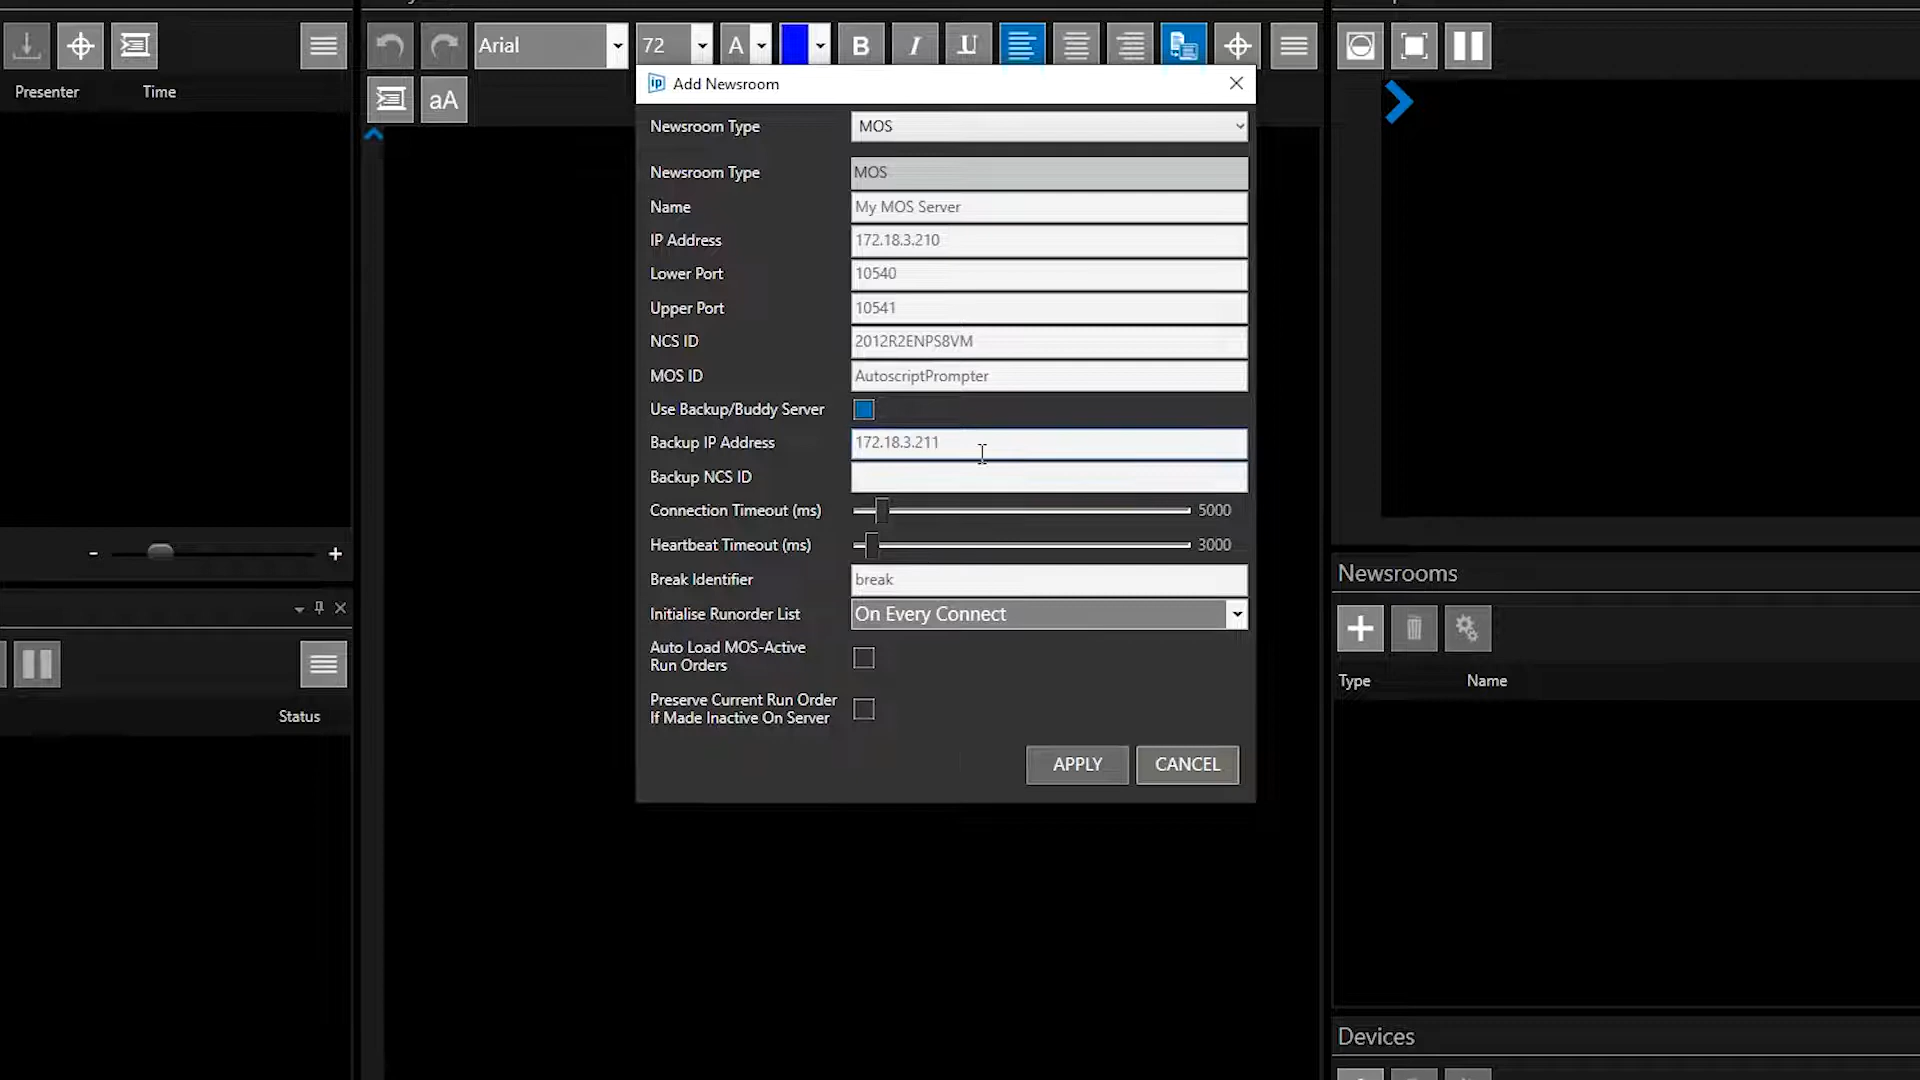 Arial
72
A
B
I
U
Presenter
Time
aA
ip Add Newsroom
Newsroom Type
MOS
Newsroom Type
MOS
Name
My MOS Server
IP Address
172.18.3.210
Lower Port
10540
Upper Port
10541
NCS ID
2012R2ENPS8VM
MOS ID
AutoscriptPrompter
Use Backup/Buddy Server
Backup IP Address
172.18.3.211
Backup NCS ID
Connection Timeout (ms)
5000
Heartbeat Timeout (ms)
3000
Break Identifier
break
Initialise Runorder List
On Every Connect
Auto Load MOS-Active
Run Orders
Preserve Current Run Order
If Made Inactive On Server
APPLY
CANCEL
- +
Status
Newsrooms
Type
Name
Devices